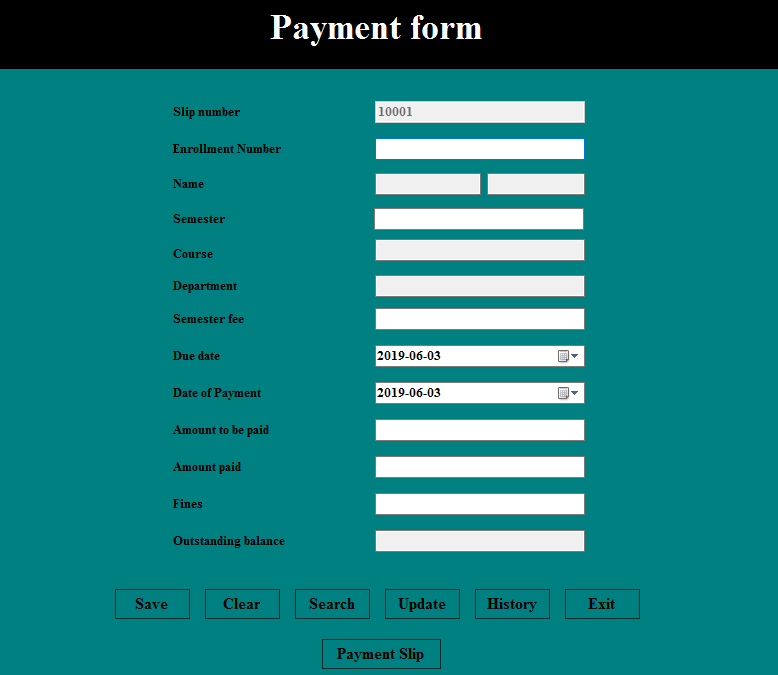 Payment form
Slip number 10001
Enrollment Number
Name
Semester
Course
Department
Semester fee
Due date 2019-06-03
Date of Payment 2019-06-03
Amount to be paid
Amount paid
Fines
Outstanding balance
Save Clear Search Update History Exit
Payment Slip